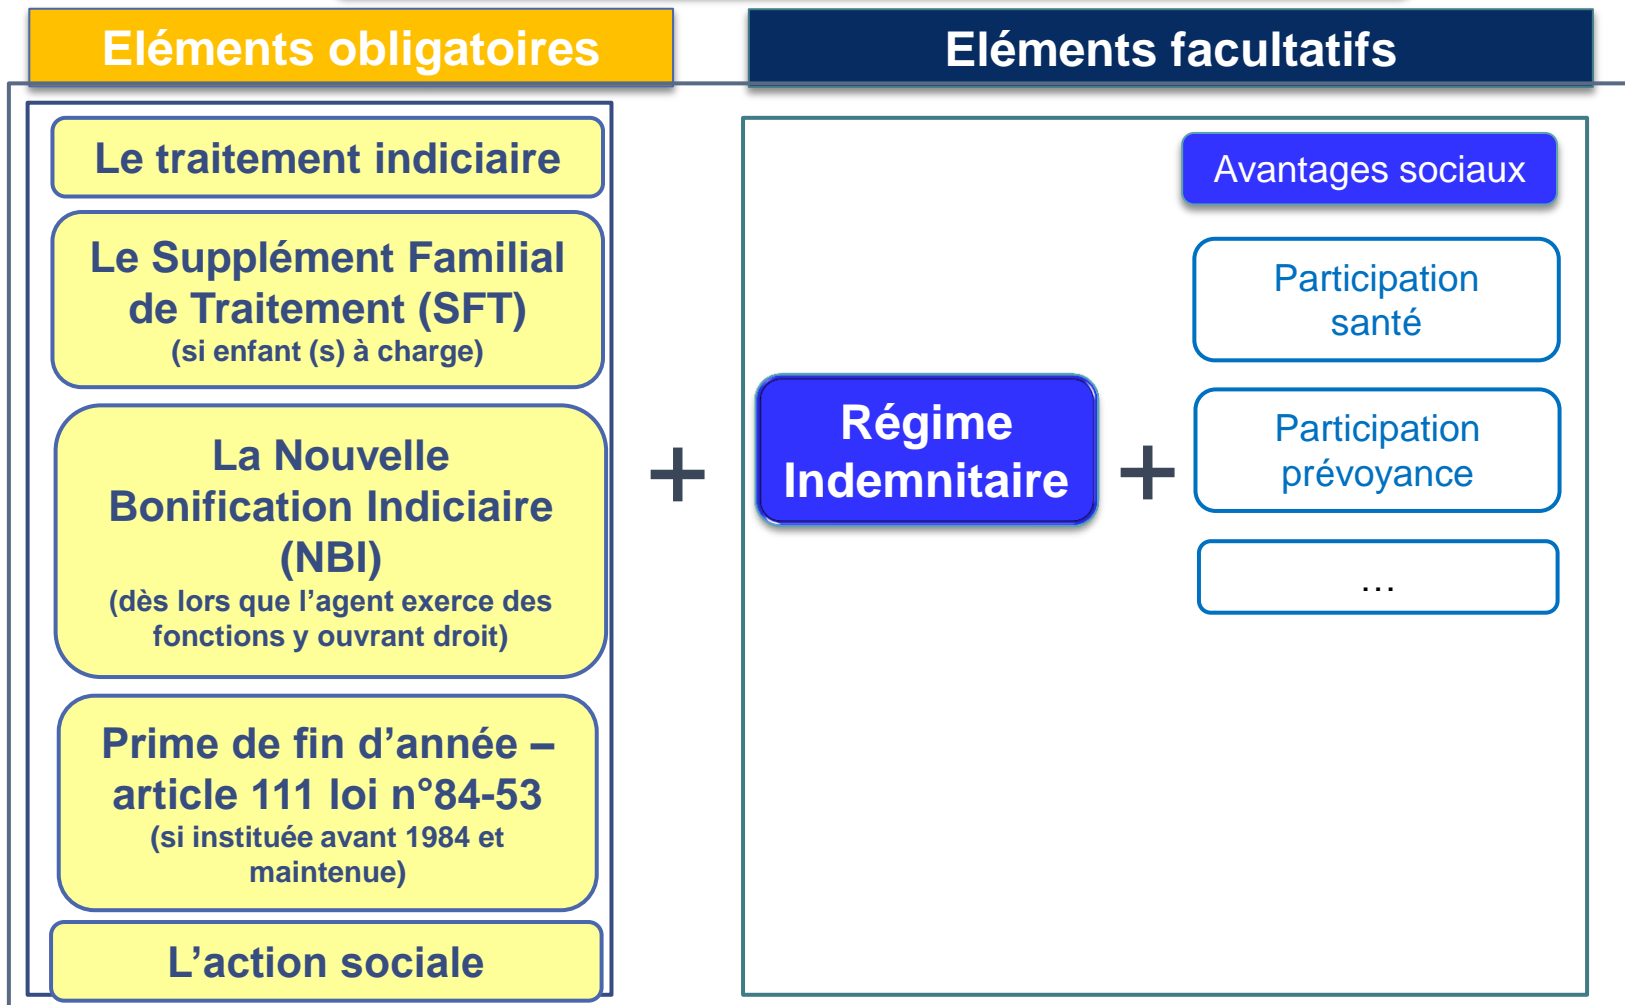 Eléments obligatoires
Le traitement indiciaire
Le Supplément Familial
de Traitement (SFT)
(si enfant (s) à charge)
La Nouvelle
Bonification Indiciaire
(NBI)
(dès lors que l’agent exerce des
fonctions y ouvrant droit)
Prime de fin d’année –
article 111 loi n°84-53
(si instituée avant 1984 et
maintenue)
L’action sociale
+
Eléments facultatifs
Régime
Indemnitaire
+
Avantages sociaux
Participation
santé
Participation
prévoyance
…